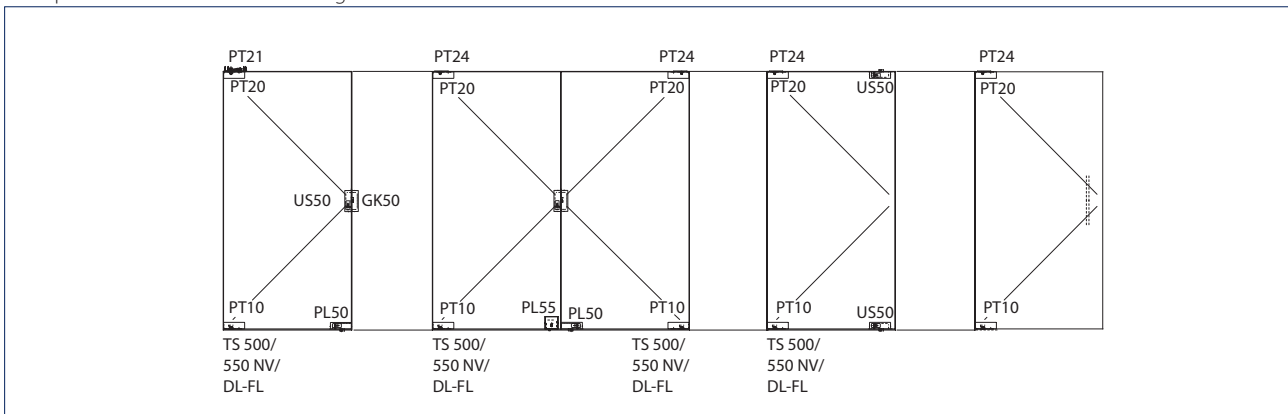 PT21 PT24 PT24 PT24 PT24
PT20 PT20 PT20 PT20 US50 PT20
US50 GK50
PT10 PL50 PT10 PL55 PL50 PT10 PT10 US50 PT10
TS 500/ TS 500/ TS 500/ TS 500/
550 NV/ 550 NV/ 550 NV/ 550 NV/
DL-FL DL-FL DL-FL DL-FL